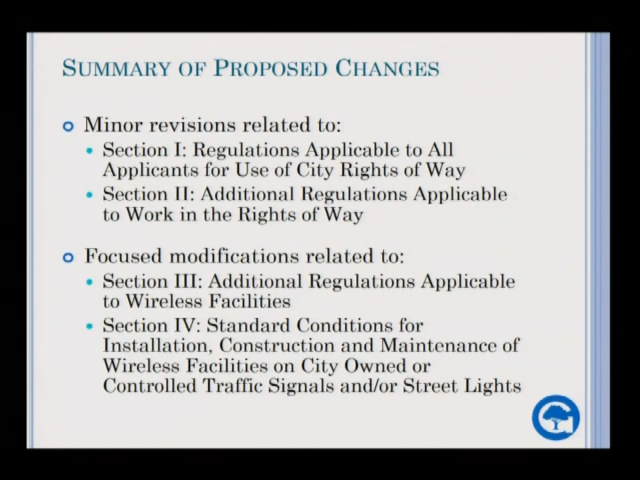 SUMMARY OF PROPOSED CHANGES
Minor revisions related to:
Section I: Regulations Applicable to All
Applicants for Use of City Rights of Way
Section II: Additional Regulations Applicable
to Work in the Rights of Way
Focused modifications related to:
Section III: Additional Regulations Applicable
to Wireless Facilities
Section IV: Standard Conditions for
Installation, Construction and Maintenance of
Wireless Facilities on City Owned or
Controlled Traffic Signals and/or Street Lights